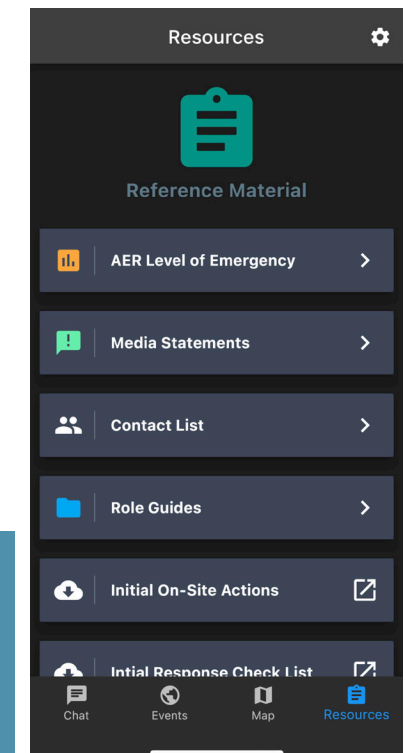 Resources
Reference Material
AER Level of Emergency
Media Statements
Contact List
Role Guides
Initial On-Site Actions
Intial Response Check List
Chat Events Map Resources